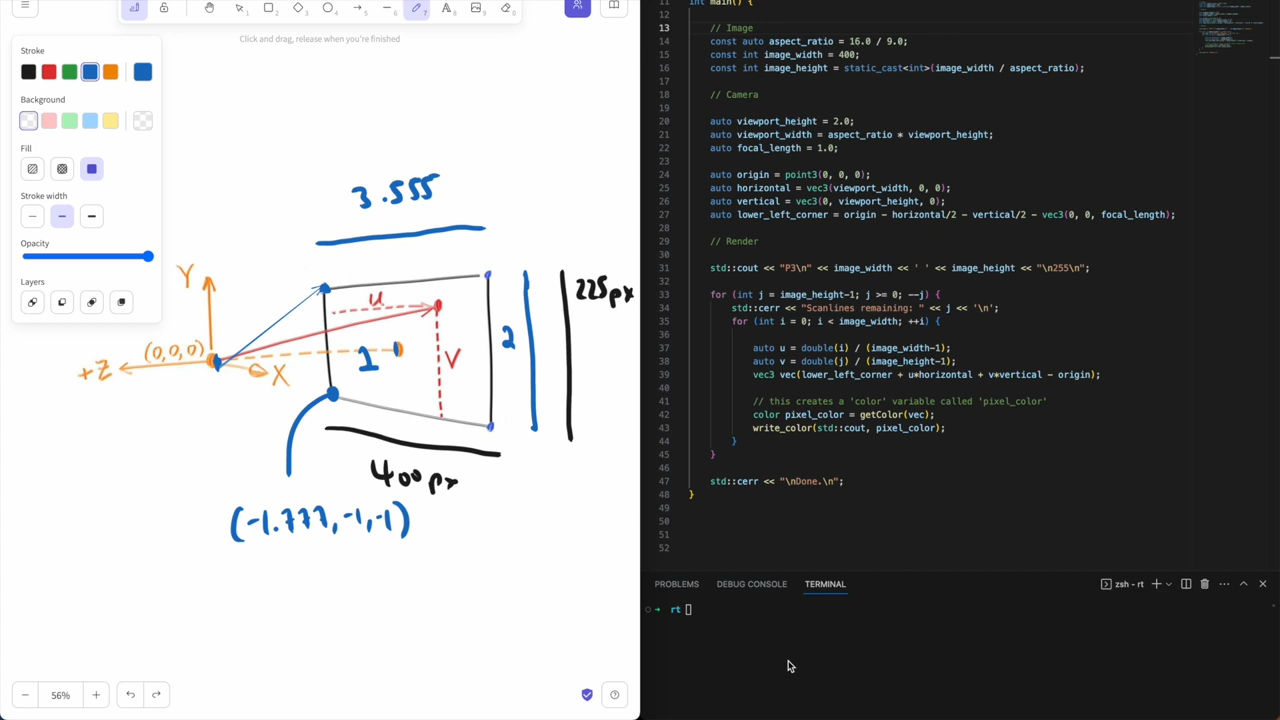 1
2
3
4
5
6
7
A
8
9
0
Click and drag, release when you're finished
Stroke
Background
Fill
Stroke width
Opacity
Layers
3.555
Y
(0,0,0)
+Z
X
u
1
V
2
225px
400px
(-1.777,-1,-1)
56%
11 int main() {
12
13 // Image
14 const auto aspect_ratio = 16.0 / 9.0;
15 const int image_width = 400;
16 const int image_height = static_cast<int>(image_width / aspect_ratio);
17
18 // Camera
19
20 auto viewport_height = 2.0;
21 auto viewport_width = aspect_ratio * viewport_height;
22 auto focal_length = 1.0;
23
24 auto origin = point3(0, 0, 0);
25 auto horizontal = vec3(viewport_width, 0, 0);
26 auto vertical = vec3(0, viewport_height, 0);
27 auto lower_left_corner = origin - horizontal/2 - vertical/2 - vec3(0, 0, focal_length);
28
29 // Render
30
31 std::cout << "P3\n" << image_width << ' ' << image_height << "\n255\n";
32
33 for (int j = image_height-1; j >= 0; --j) {
34 std::cerr << "Scanlines remaining: " << j << '\n';
35 for (int i = 0; i < image_width; ++i) {
36
37 auto u = double(i) / (image_width-1);
38 auto v = double(j) / (image_height-1);
39 vec3 vec(lower_left_corner + u*horizontal + v*vertical - origin);
40
41 // this creates a 'color' variable called 'pixel_color'
42 color pixel_color = getColor(vec);
43 write_color(std::cout, pixel_color);
44 }
45 }
46
47 std::cerr << "\nDone.\n";
48 }
49
50
51
52
PROBLEMS DEBUG CONSOLE TERMINAL
zsh - rt
rt